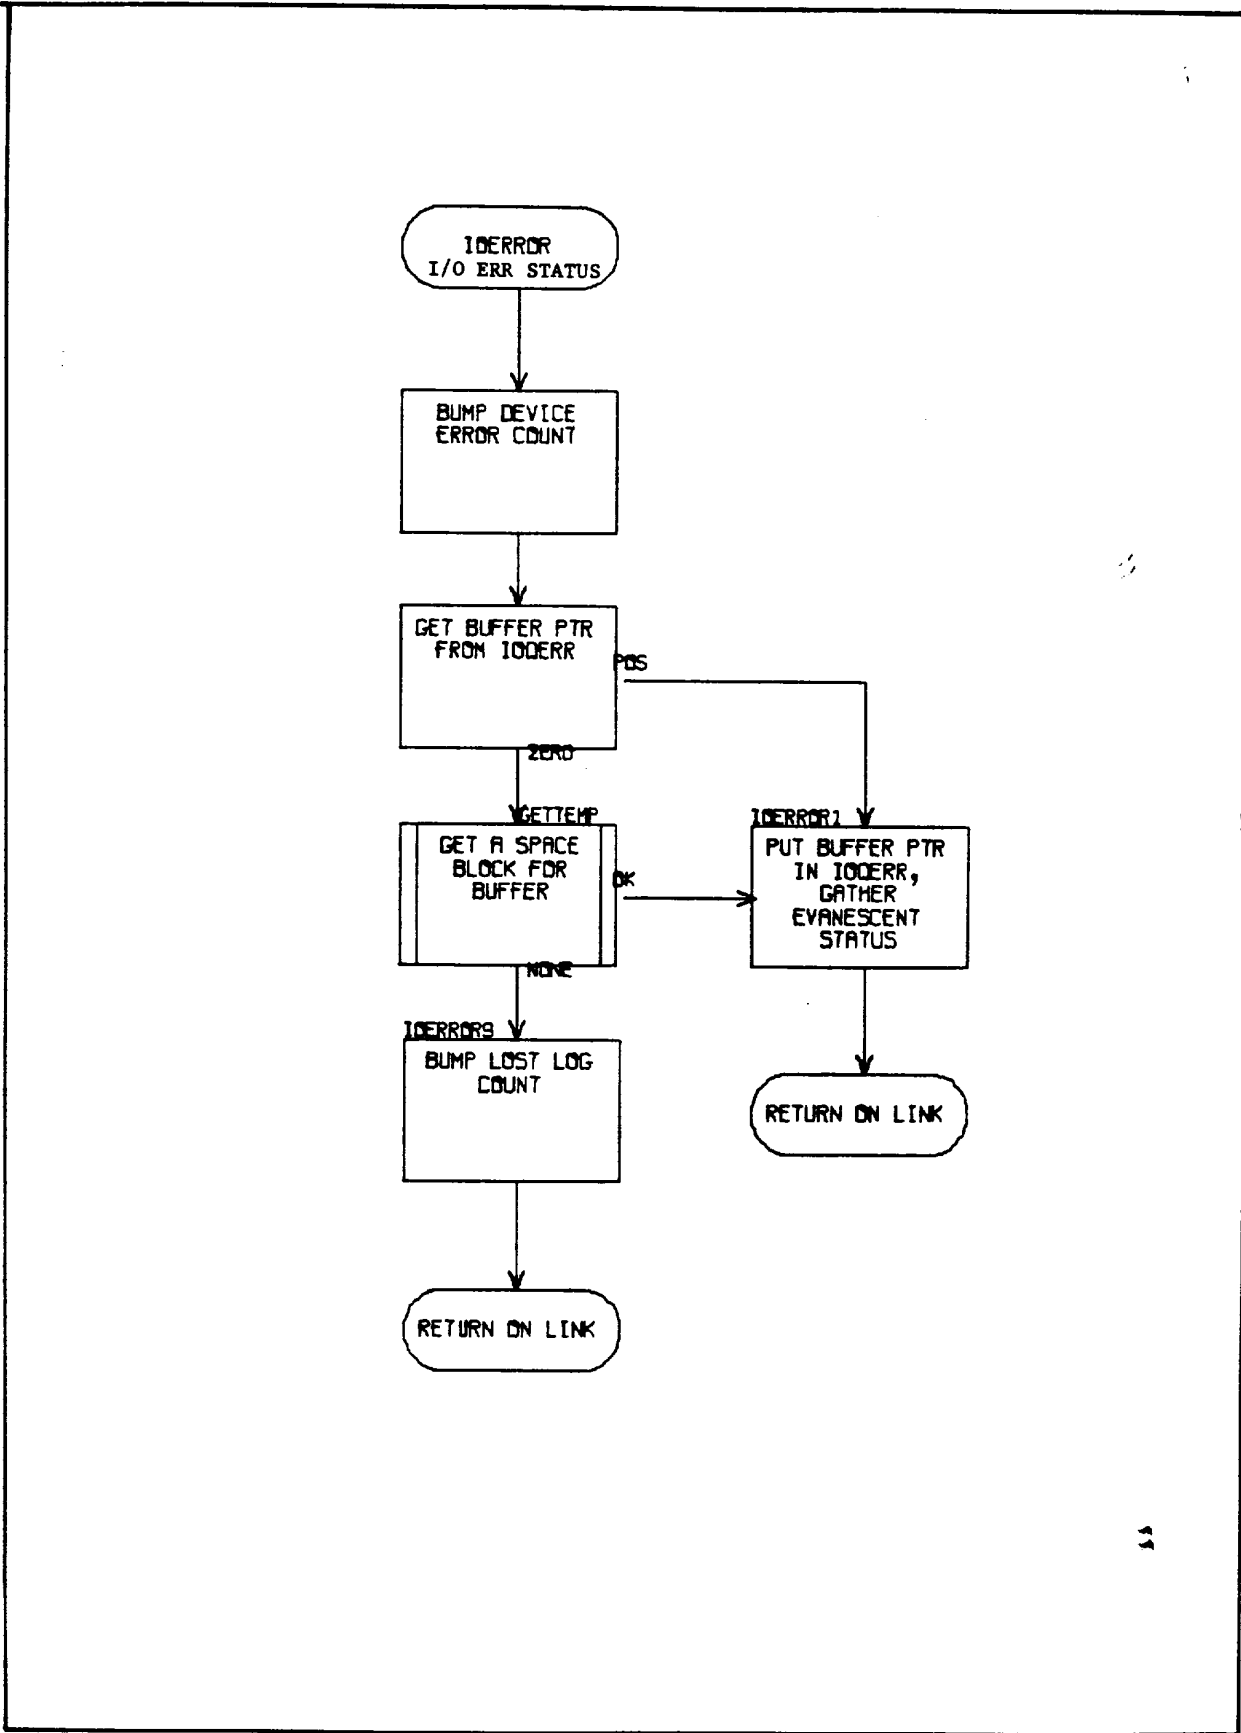 IOERROR
I/O ERR STATUS
BUMP DEVICE
ERROR COUNT
GET BUFFER PTR
FROM IODERR
POS
ZERO
GETTEMP
GET A SPACE
BLOCK FOR
BUFFER
OK
NONE
IOERROR1
PUT BUFFER PTR
IN IODERR,
GATHER
EVANESCENT
STATUS
RETURN ON LINK
IOERROR9
BUMP LOST LOG
COUNT
RETURN ON LINK